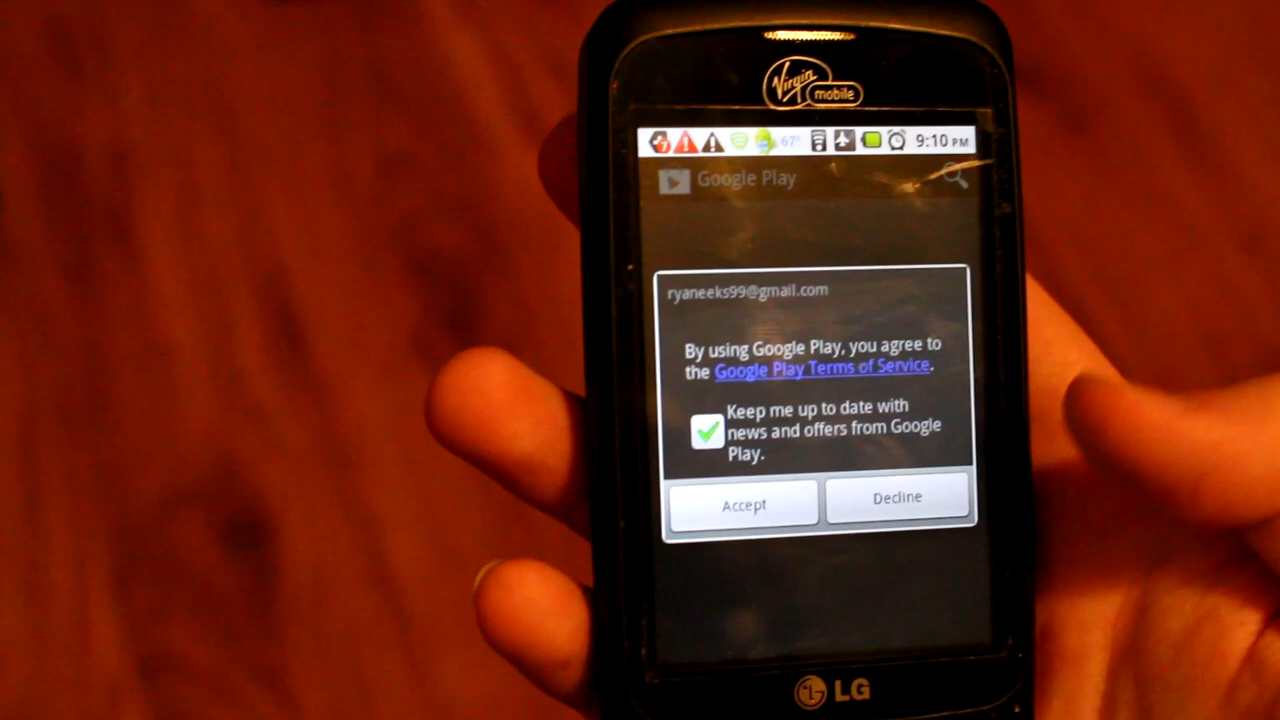 Virgin
mobile
67° 9:10 PM
Google Play
ryaneeks99@gmail.com
By using Google Play, you agree to
the Google Play Terms of Service.
Keep me up to date with
news and offers from Google
Play.
Accept Decline
LG